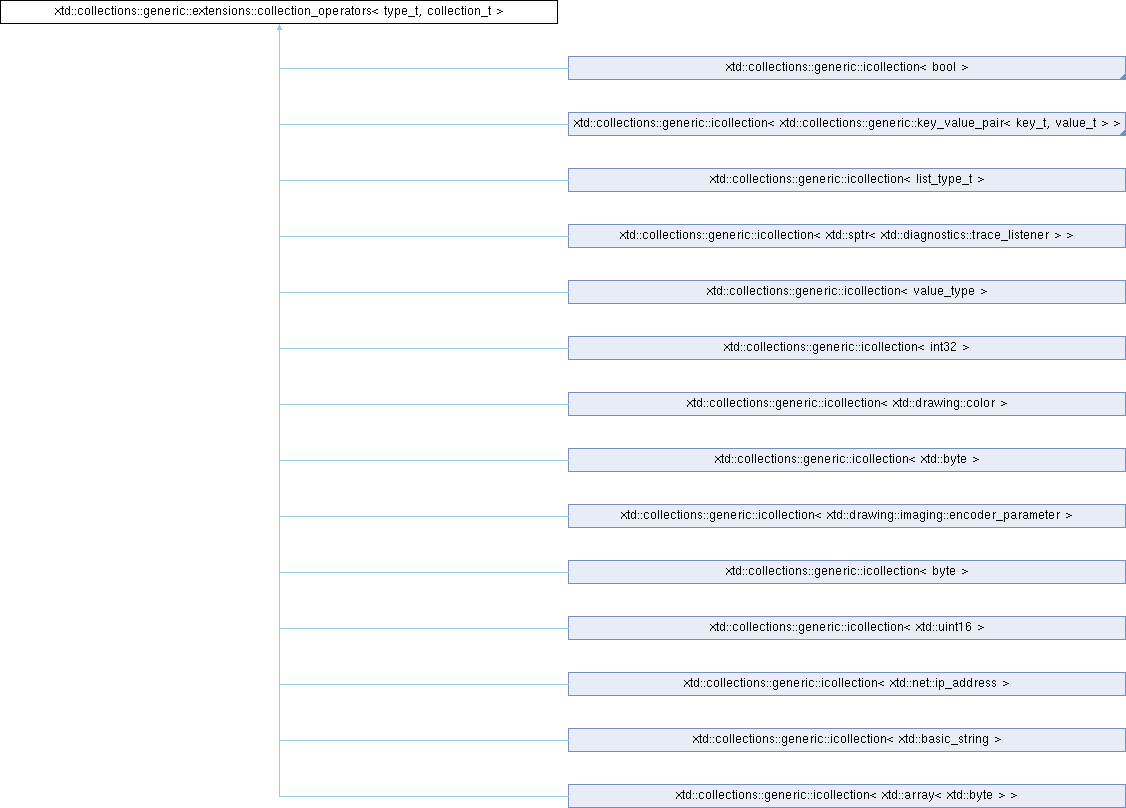 xtd::collections::generic::extensions::collection_operators< type_t, collection_t >
xtd::collections::generic::icollection< bool >
xtd::collections::generic::icollection< xtd::collections::generic::key_value_pair< key_t, value_t > >
xtd::collections::generic::icollection< list_type_t >
xtd::collections::generic::icollection< xtd::sptr< xtd::diagnostics::trace_listener > >
xtd::collections::generic::icollection< value_type >
xtd::collections::generic::icollection< int32 >
xtd::collections::generic::icollection< xtd::drawing::color >
xtd::collections::generic::icollection< xtd::byte >
xtd::collections::generic::icollection< xtd::drawing::imaging::encoder_parameter >
xtd::collections::generic::icollection< byte >
xtd::collections::generic::icollection< xtd::uint16 >
xtd::collections::generic::icollection< xtd::net::ip_address >
xtd::collections::generic::icollection< xtd::basic_string >
xtd::collections::generic::icollection< xtd::array< xtd::byte > >